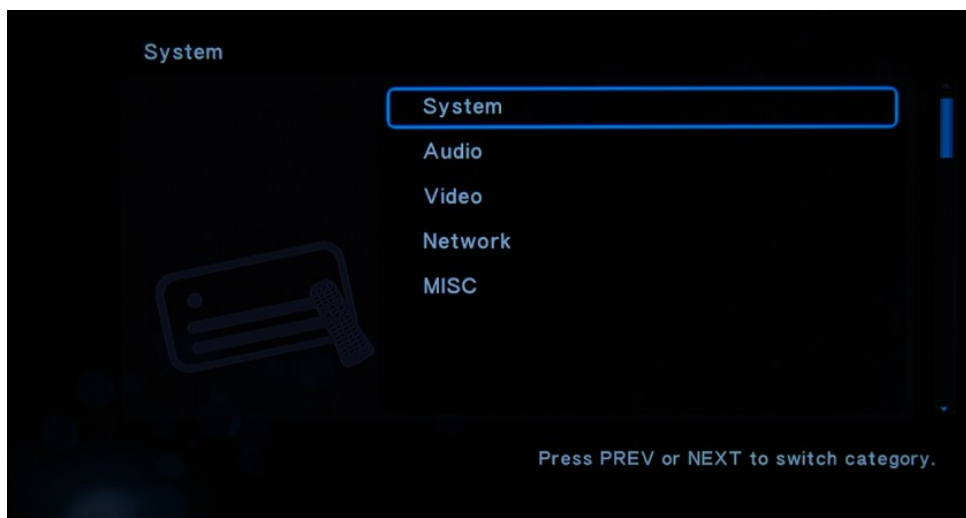 System
System
Audio
Video
Network
MISC
Press PREV or NEXT to switch category.